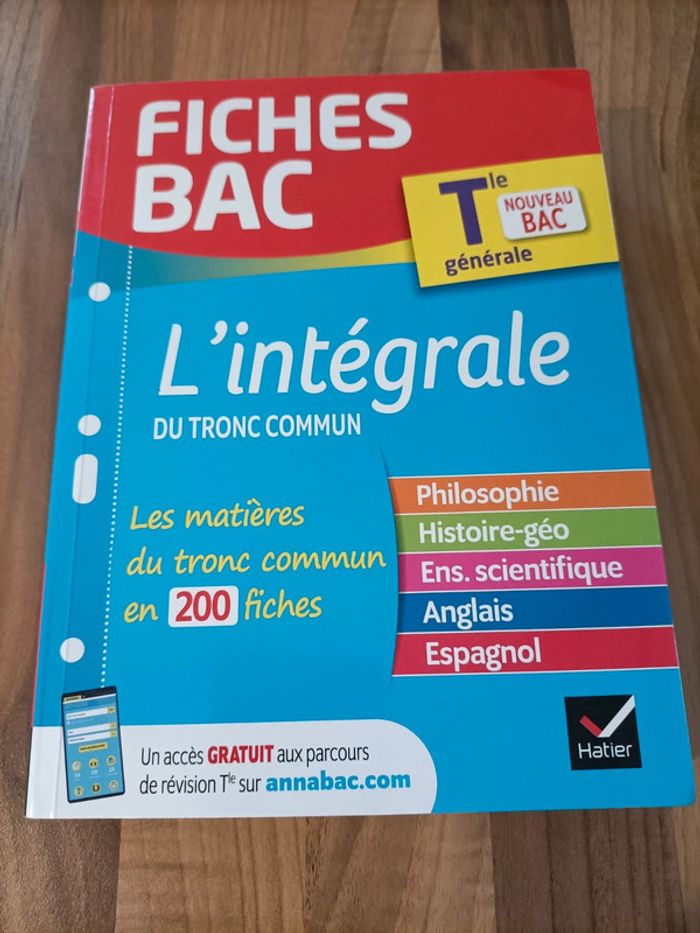 FICHES
BAC
Tle
générale
NOUVEAU
BAC
L'intégrale
DU TRONC COMMUN
Les matières
du tronc commun
en 200 fiches
Philosophie
Histoire-géo
Ens. scientifique
Anglais
Espagnol
Hatier
Un accès GRATUIT aux parcours
de révision Tle sur annabac.com